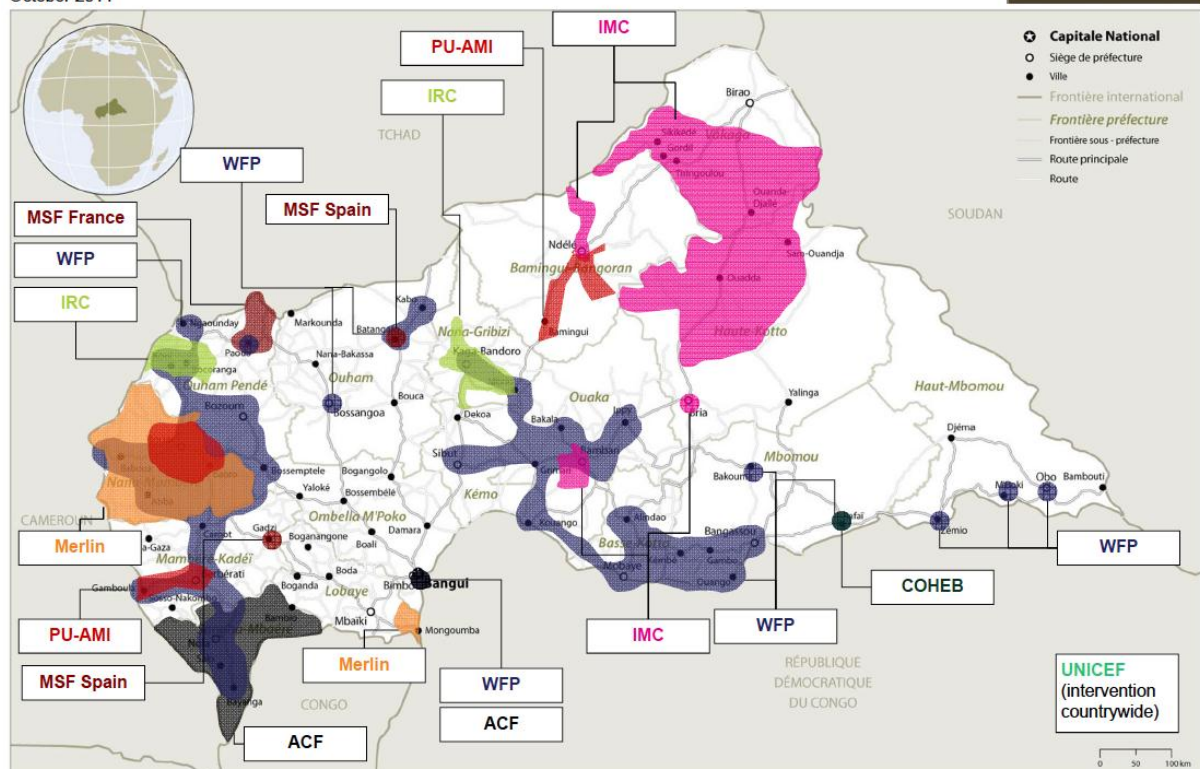 IMC
PU-AMI
IRC
Capitale National
Siège de préfecture
Ville
Frontière international
Frontière préfecture
Frontière sous - préfecture
Route principale
Route
TCHAD
WFP
MSF France
MSF Spain
WFP
IRC
SOUDAN
Birao
Sikikédé
Gordil
Tiringoulou
Ouanda
Djallé
Sam-Ouandja
Ouadda
Haute Kotto
Ndélé
Bamingui-Bangoran
Bamingui
Kabo
Batangafo
Markounda
Ngaounday
Paoua
Nana-Bakassa
Nana-Gribizi
Kaga-Bandoro
Ouham Pendé
Ouham
Bozoum
Bossangoa
Bouca
Dekoa
Ouaka
Bakala
Ippy
Bria
Yalinga
Haut-Mbomou
Djéma
Mbomou
Bakouma
Bambari
Grimari
Sibut
Kémo
Bossemptele
Bogangolo
Yaloké
Bossembélé
Ombella M'Poko
Damara
Carnot
Gadzi
Boganangone
Boali
Boda
Boganda
Lobaye
Bimbo
Bangui
Mbaïki
Mongoumba
Kouango
Alindao
Mobaye
Kembé
Gambo
Ouango
Bangassou
Rafaï
Zémio
Mboki
Obo
Bambouti
CAMEROUN
Gamboula
Berbérati
Bambio
Bayanga
CONGO
RÉPUBLIQUE
DÉMOCRATIQUE
DU CONGO
Merlin
PU-AMI
MSF Spain
Merlin
WFP
ACF
ACF
IMC
WFP
COHEB
WFP
UNICEF
(intervention
countrywide)
0 50 100 km